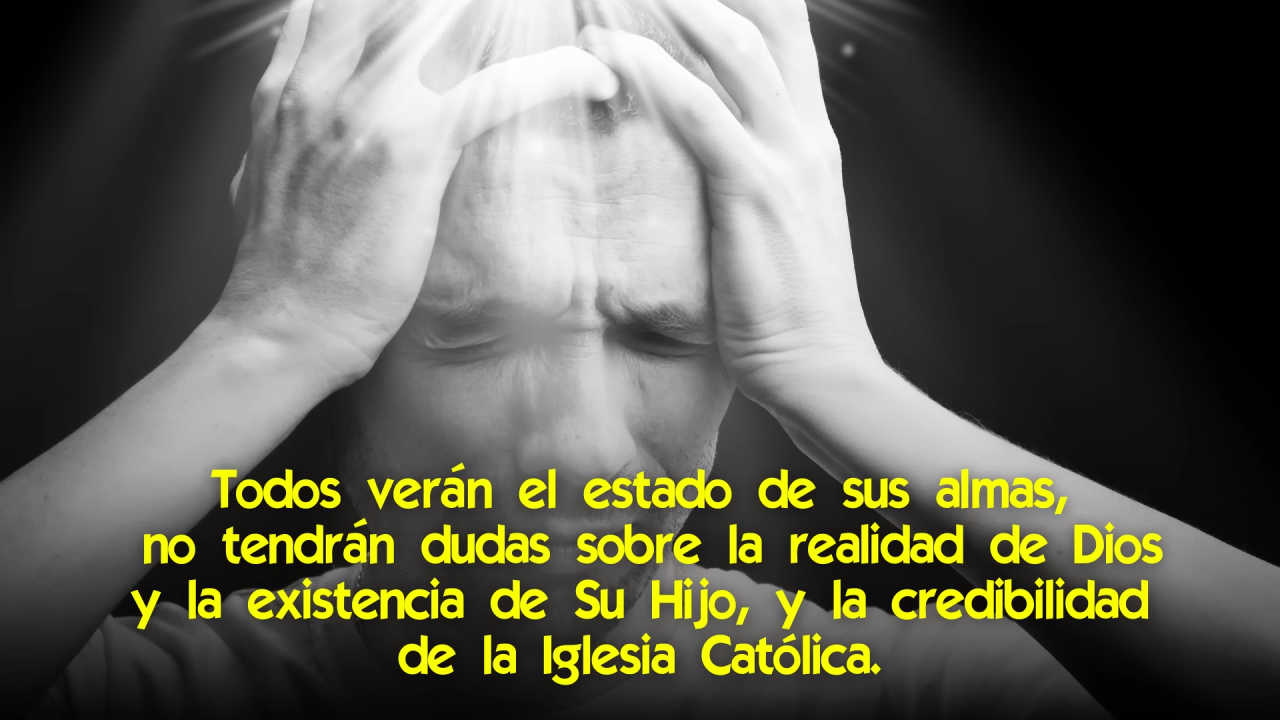 Todos verán el estado de sus almas,
no tendrán dudas sobre la realidad de Dios
y la existencia de Su Hijo, y la credibilidad
de la Iglesia Católica.